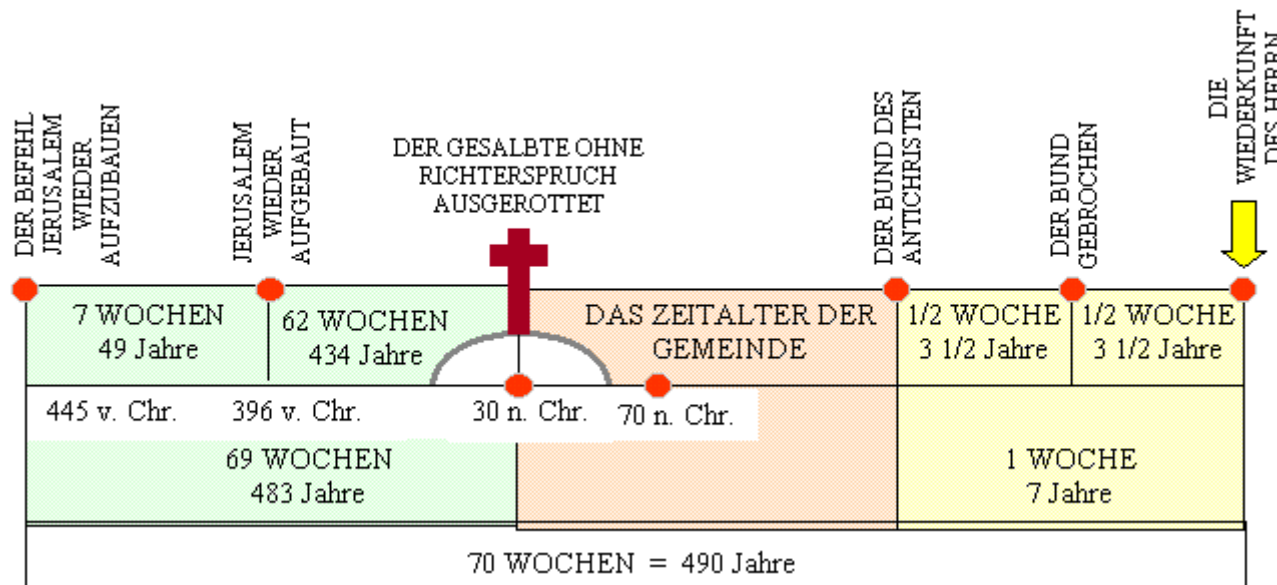 DER BEFEHL
JERUSALEM
WIEDER
AUFZUBAUEN
JERUSALEM
WIEDER
AUFGEBAUT
DER GESALBTE OHNE
RICHTERSPRUCH
AUSGEROTTET
DER BUND DES
ANTICHRISTEN
DER BUND
GEBROCHEN
DIE
WIEDERKUNFT
DES HERRN
7 WOCHEN
49 Jahre
62 WOCHEN
434 Jahre
DAS ZEITALTER DER
GEMEINDE
1/2 WOCHE
3 1/2 Jahre
1/2 WOCHE
3 1/2 Jahre
445 v. Chr.
396 v. Chr.
30 n. Chr.
70 n. Chr.
69 WOCHEN
483 Jahre
1 WOCHE
7 Jahre
70 WOCHEN = 490 Jahre